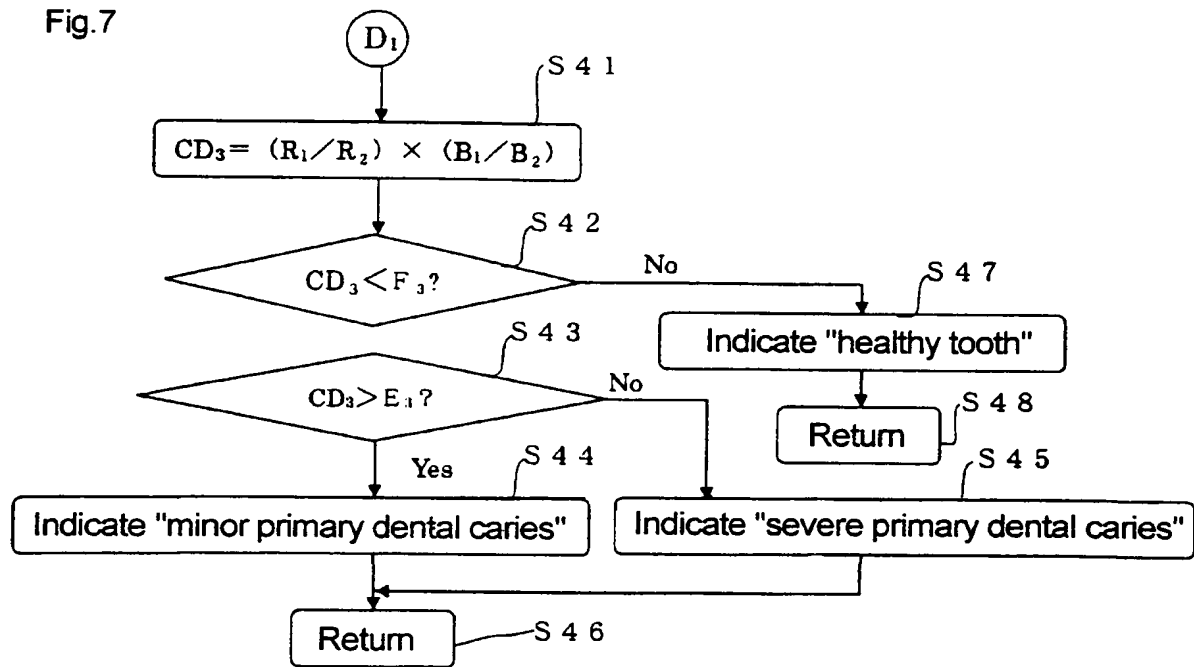 Fig.7
D₁
S 4 1
CD₃= (R₁/R₂) × (B₁/B₂)
S 4 2
CD₃<F₃?
No
S 4 7
Indicate "healthy tooth"
S 4 3
CD₃>E₃?
No
S 4 8
Return
S 4 4
Yes
S 4 5
Indicate "minor primary dental caries"
Indicate "severe primary dental caries"
Return
S 4 6